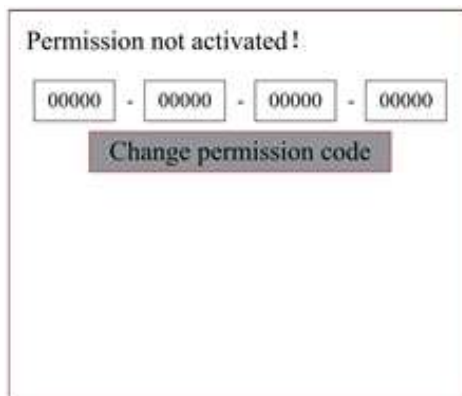 Permission not activated!
00000 - 00000 - 00000 - 00000
Change permission code